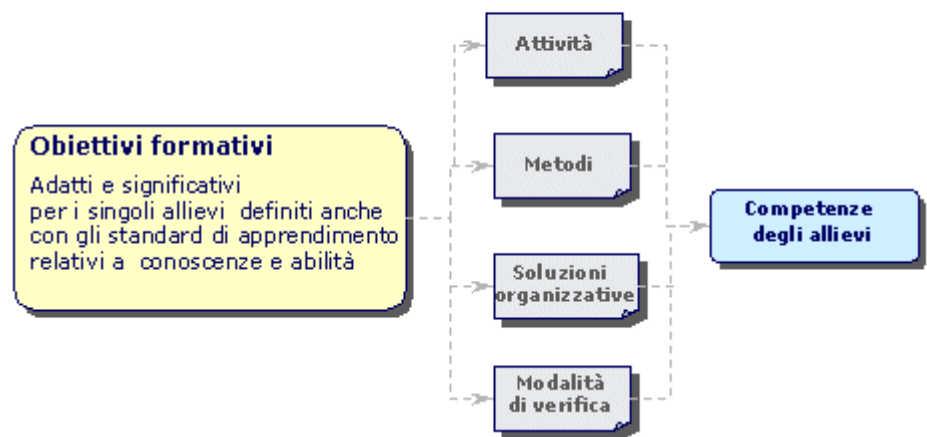 Obiettivi formativi
Adatti e significativi
per i singoli allievi definiti anche
con gli standard di apprendimento
relativi a conoscenze e abilità
Attività
Metodi
Soluzioni
organizzative
Modalità
di verifica
Competenze
degli allievi